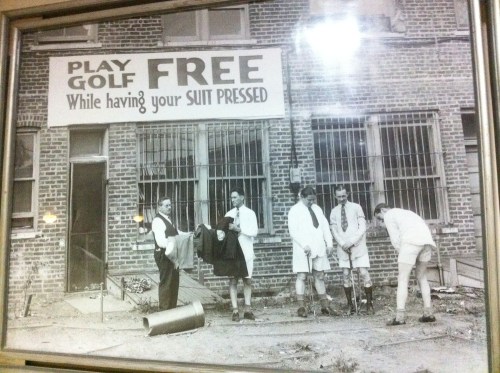 PLAY GOLF FREE
While having your SUIT PRESSED